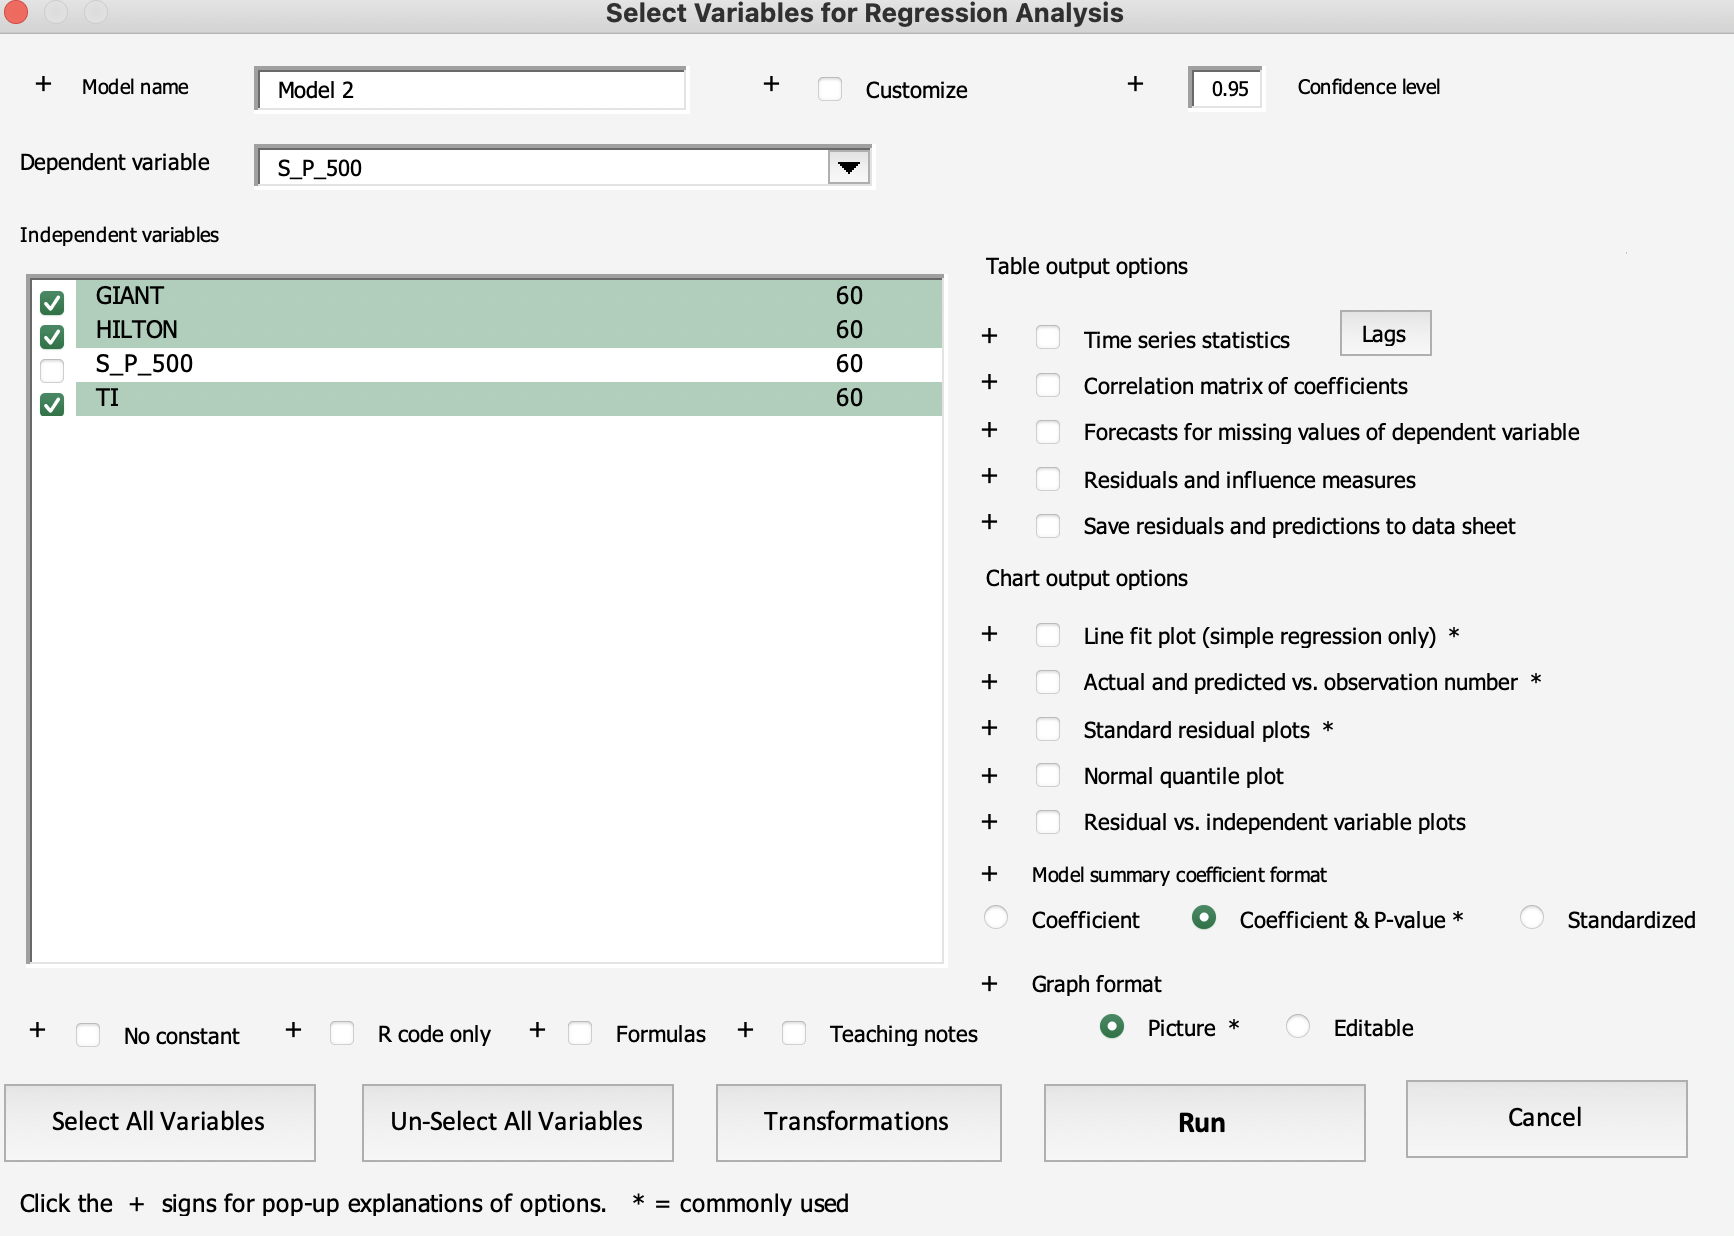 Select Variables for Regression Analysis
+ Model name Model 2 + Customize + 0.95 Confidence level
Dependent variable S_P_500
Independent variables
GIANT 60
HILTON 60
S_P_500 60
TI 60
Table output options
+ Time series statistics Lags
+ Correlation matrix of coefficients
+ Forecasts for missing values of dependent variable
+ Residuals and influence measures
+ Save residuals and predictions to data sheet
Chart output options
+ Line fit plot (simple regression only) *
+ Actual and predicted vs. observation number *
+ Standard residual plots *
+ Normal quantile plot
+ Residual vs. independent variable plots
+ Model summary coefficient format
Coefficient Coefficient & P-value * Standardized
+ Graph format
Picture * Editable
+ No constant + R code only + Formulas + Teaching notes
Select All Variables Un-Select All Variables Transformations Run Cancel
Click the + signs for pop-up explanations of options. * = commonly used